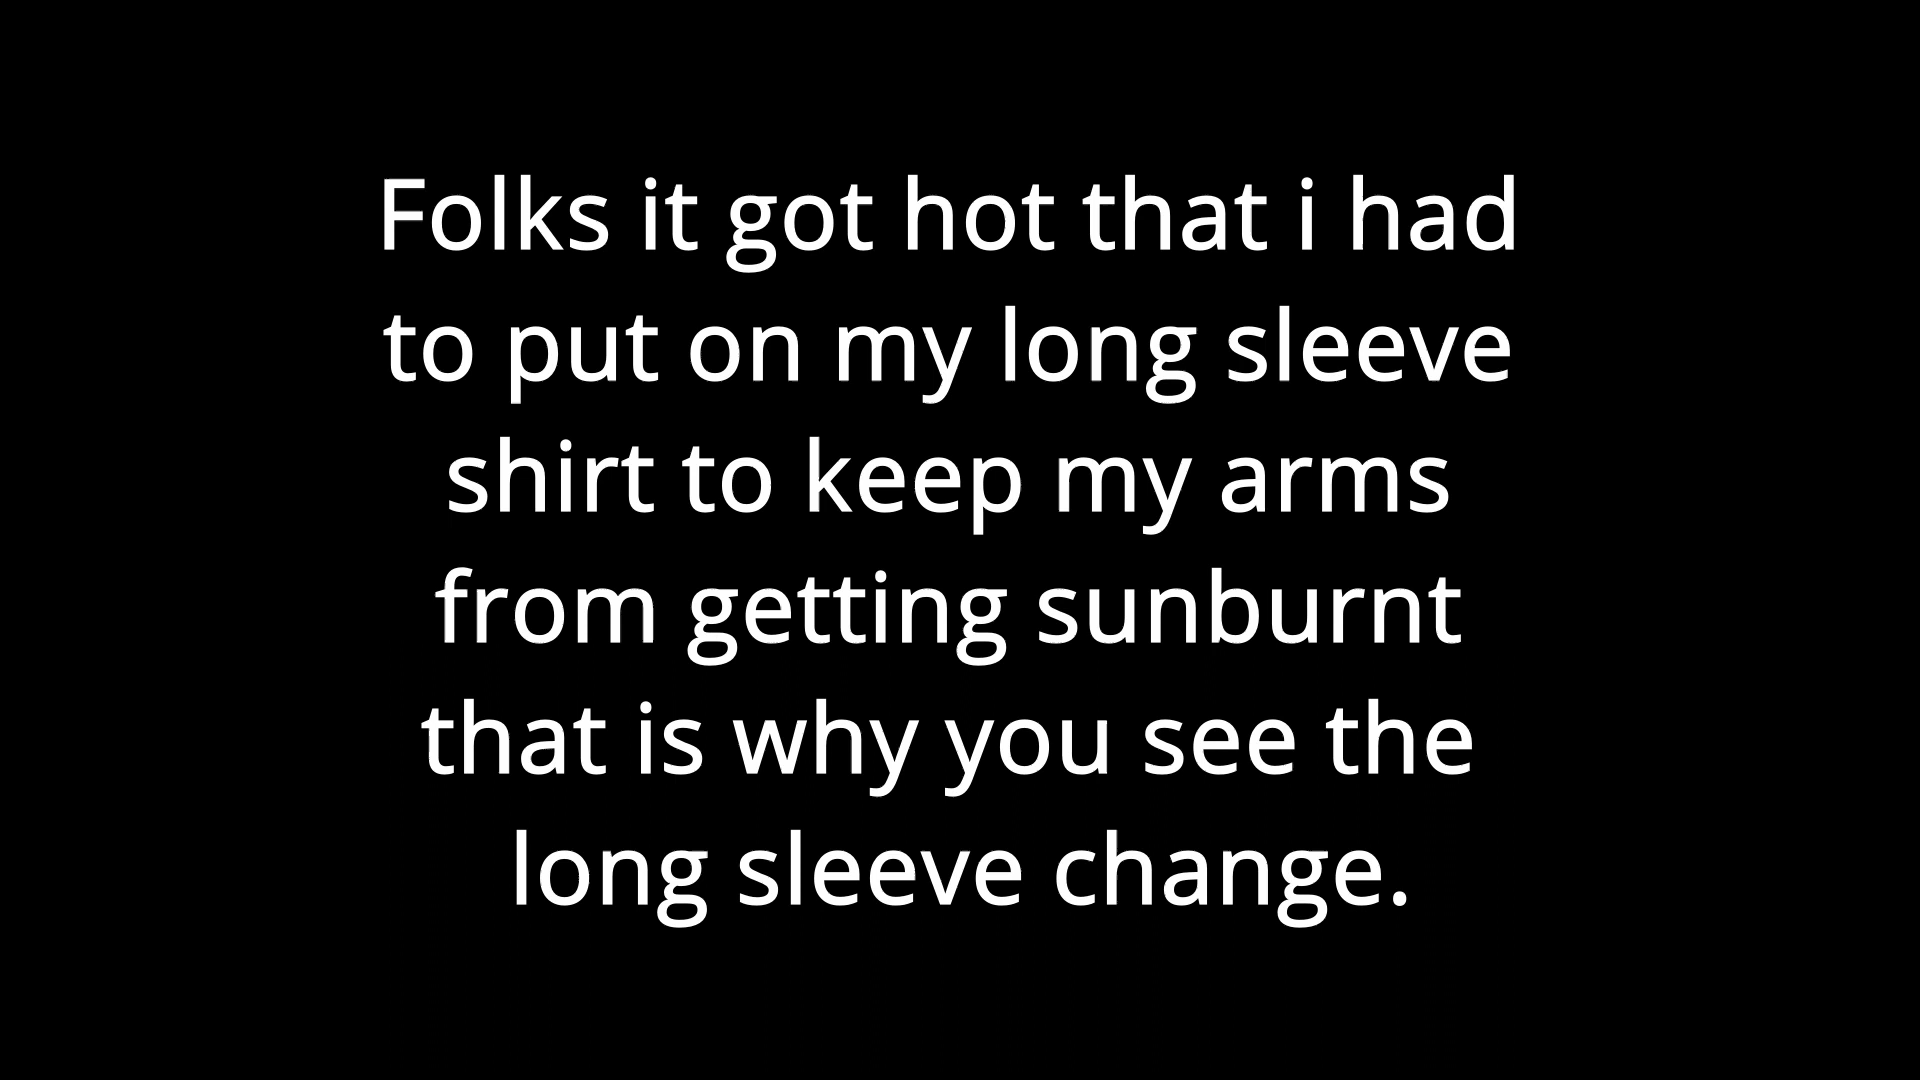 Folks it got hot that i had
to put on my long sleeve
shirt to keep my arms
from getting sunburnt
that is why you see the
long sleeve change.